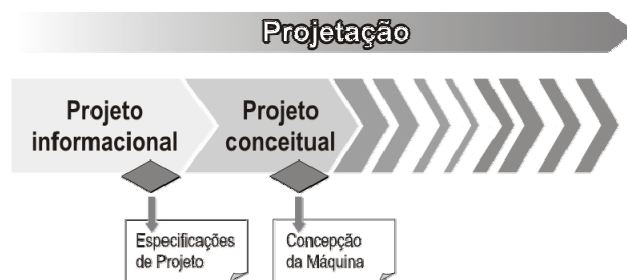 Projetação
Projeto
informacional
Projeto
conceitual
Especificações
de Projeto
Concepção
da Máquina